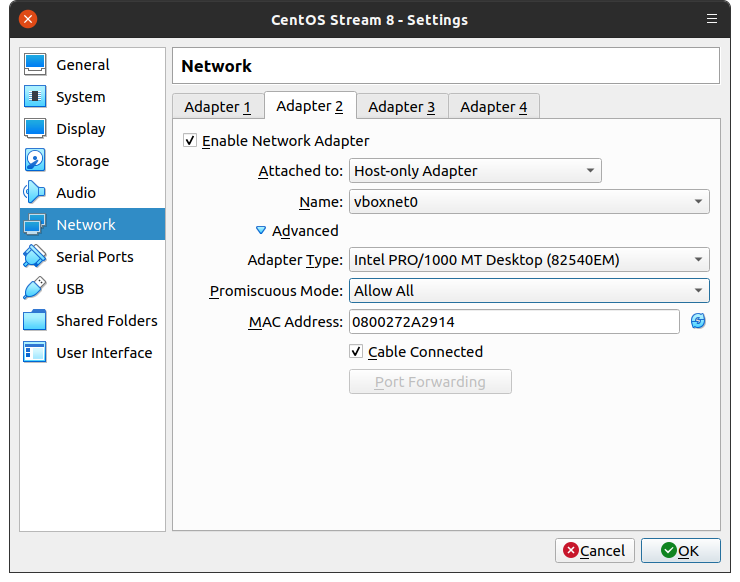 CentOS Stream 8 - Settings
General
System
Display
Storage
Audio
Network
Serial Ports
USB
Shared Folders
User Interface
Network
Adapter 1 Adapter 2 Adapter 3 Adapter 4
Enable Network Adapter
Attached to: Host-only Adapter
Name: vboxnet0
Advanced
Adapter Type: Intel PRO/1000 MT Desktop (82540EM)
Promiscuous Mode: Allow All
MAC Address: 0800272A2914
Cable Connected
Port Forwarding
Cancel OK